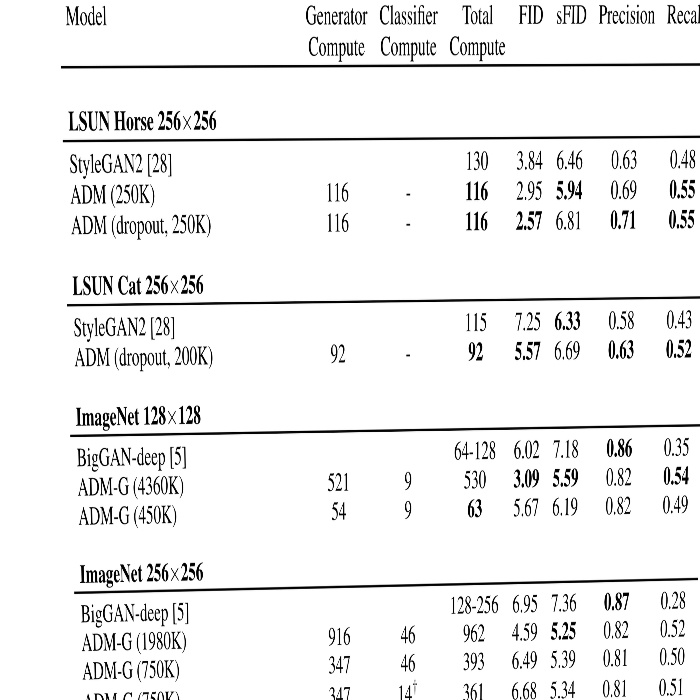 Model Generator Classifier Total FID sFID Precision Recal
Compute Compute Compute
LSUN Horse 256×256
StyleGAN2 [28] 130 3.84 6.46 0.63 0.48
ADM (250K) 116 - 116 2.95 5.94 0.69 0.55
ADM (dropout, 250K) 116 - 116 2.57 6.81 0.71 0.55
LSUN Cat 256×256
StyleGAN2 [28] 115 7.25 6.33 0.58 0.43
ADM (dropout, 200K) 92 - 92 5.57 6.69 0.63 0.52
ImageNet 128×128
BigGAN-deep [5] 64-128 6.02 7.18 0.86 0.35
ADM-G (4360K) 521 9 530 3.09 5.59 0.82 0.54
ADM-G (450K) 54 9 63 5.67 6.19 0.82 0.49
ImageNet 256×256
BigGAN-deep [5] 128-256 6.95 7.36 0.87 0.28
ADM-G (1980K) 916 46 962 4.59 5.25 0.82 0.52
ADM-G (750K) 347 46 393 6.49 5.39 0.81 0.50
ADM-G (750K) 347 14† 361 6.68 5.34 0.81 0.51